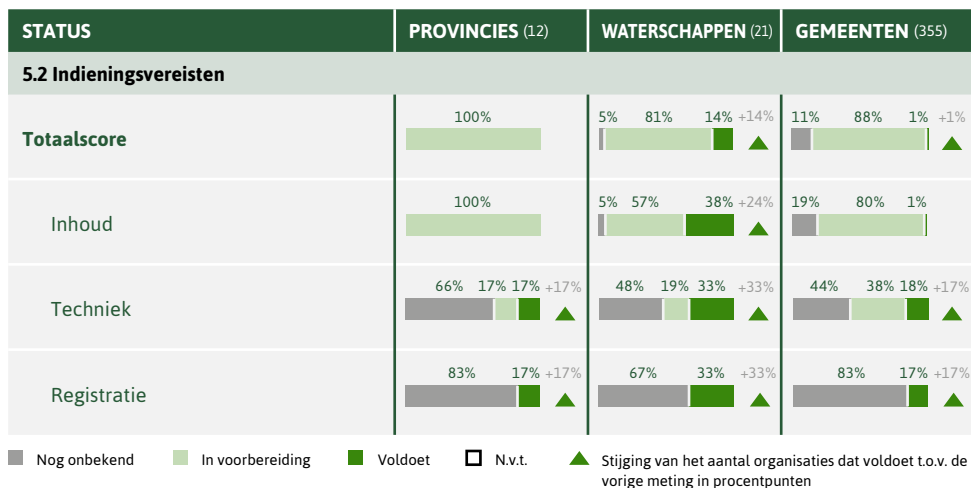 STATUS PROVINCIES (12) WATERSCHAPPEN (21) GEMEENTEN (355)
5.2 Indieningsvereisten
100% 5% 81% 14% +14% 11% 88% 1% +1%
Totaalscore
100% 5% 57% 38% +24% 19% 80% 1%
Inhoud
66% 17% 17% +17% 48% 19% 33% +33% 44% 38% 18% +17%
Techniek
83% 17% +17% 67% 33% +33% 83% 17% +17%
Registratie
Nog onbekend In voorbereiding Voldoet N.v.t. Stijging van het aantal organisaties dat voldoet t.o.v. de
vorige meting in procentpunten